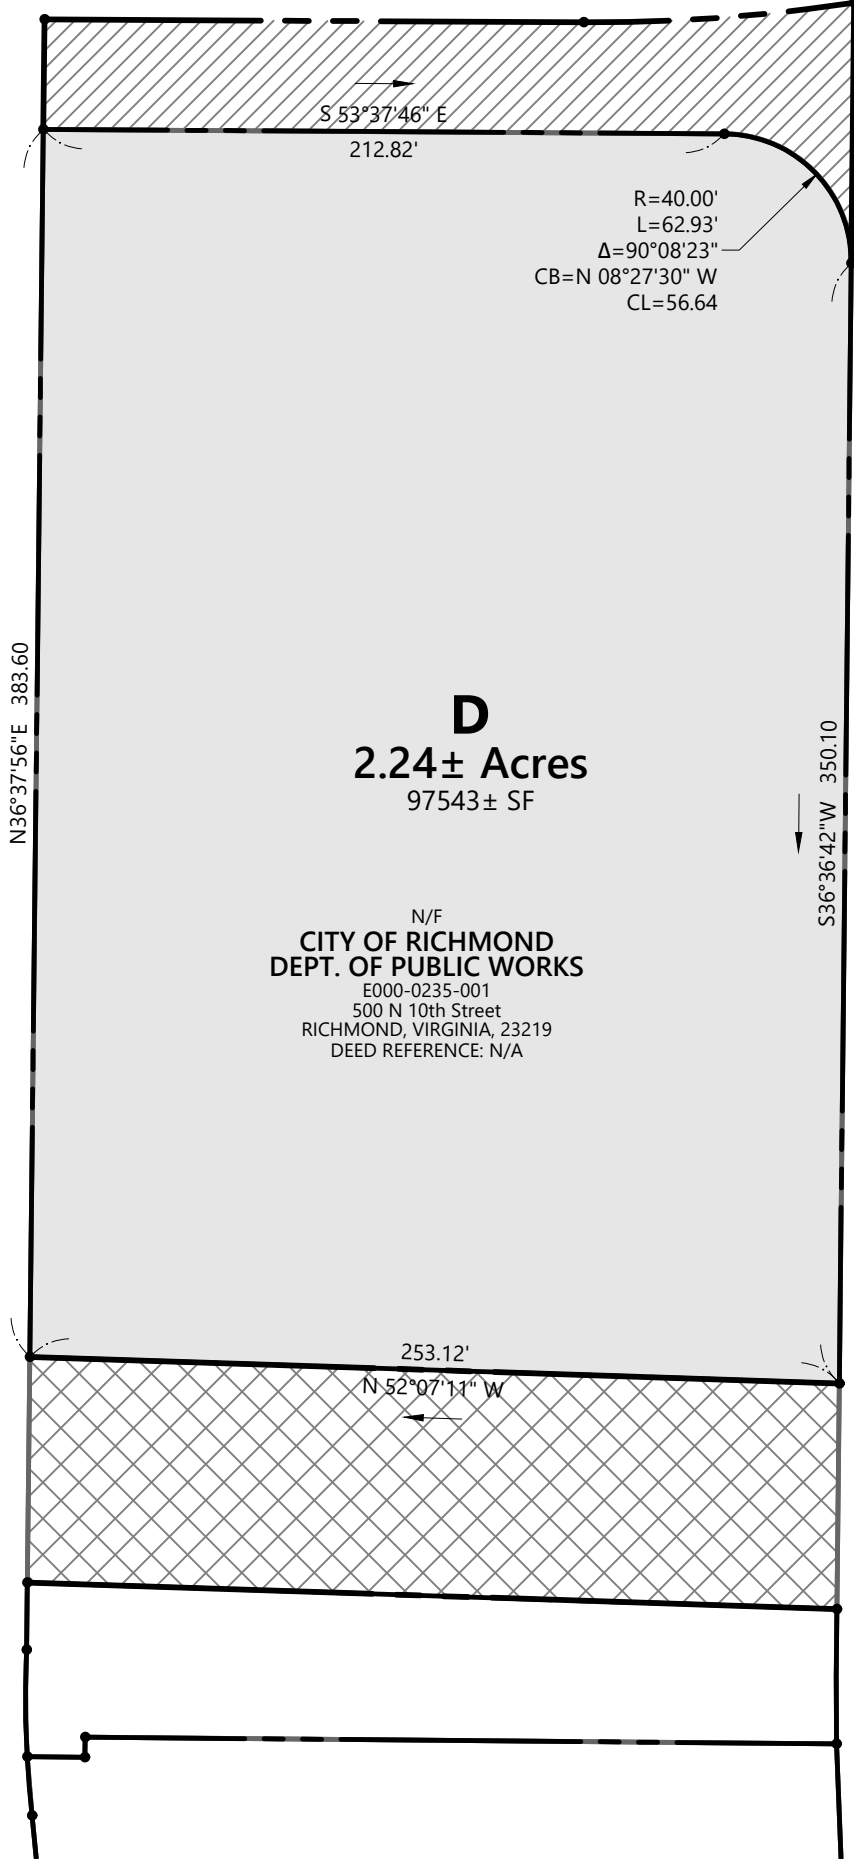 S 53°37'46" E
212.82'
R=40.00'
L=62.93'
Δ=90°08'23"
CB=N 08°27'30" W
CL=56.64
N36°37'56"E 383.60
D
2.24± Acres
97543± SF
S36°36'42"W 350.10
N/F
CITY OF RICHMOND
DEPT. OF PUBLIC WORKS
E000-0235-001
500 N 10th Street
RICHMOND, VIRGINIA, 23219
DEED REFERENCE: N/A
253.12'
N 52°07'11" W